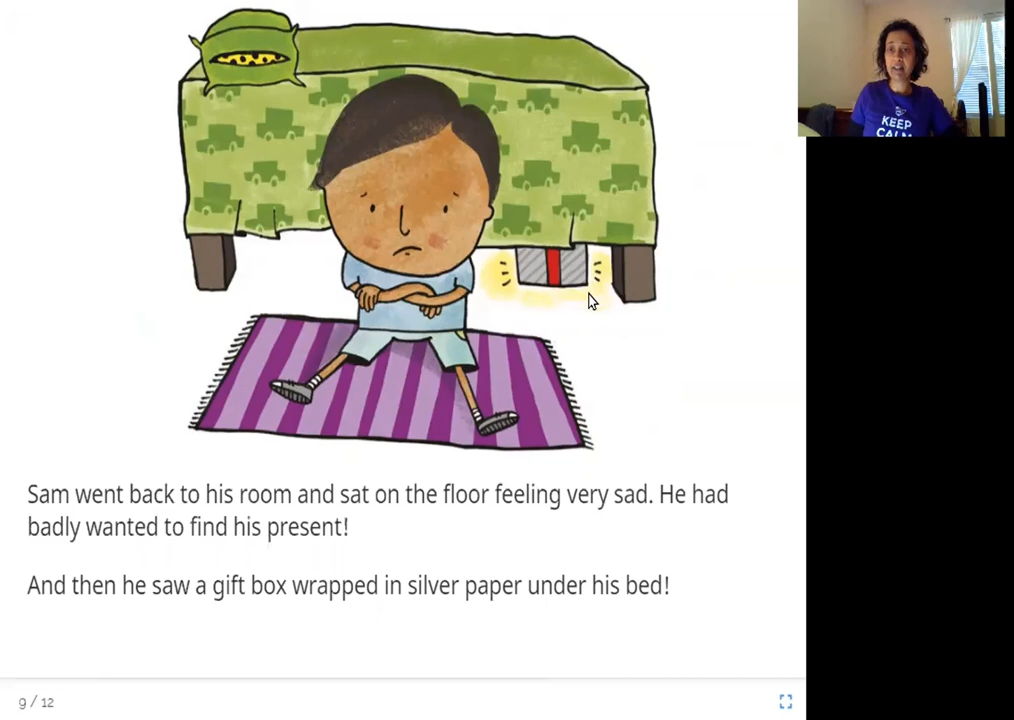 KEEP
CALM
Sam went back to his room and sat on the floor feeling very sad. He had
badly wanted to find his present!
And then he saw a gift box wrapped in silver paper under his bed!
9 / 12